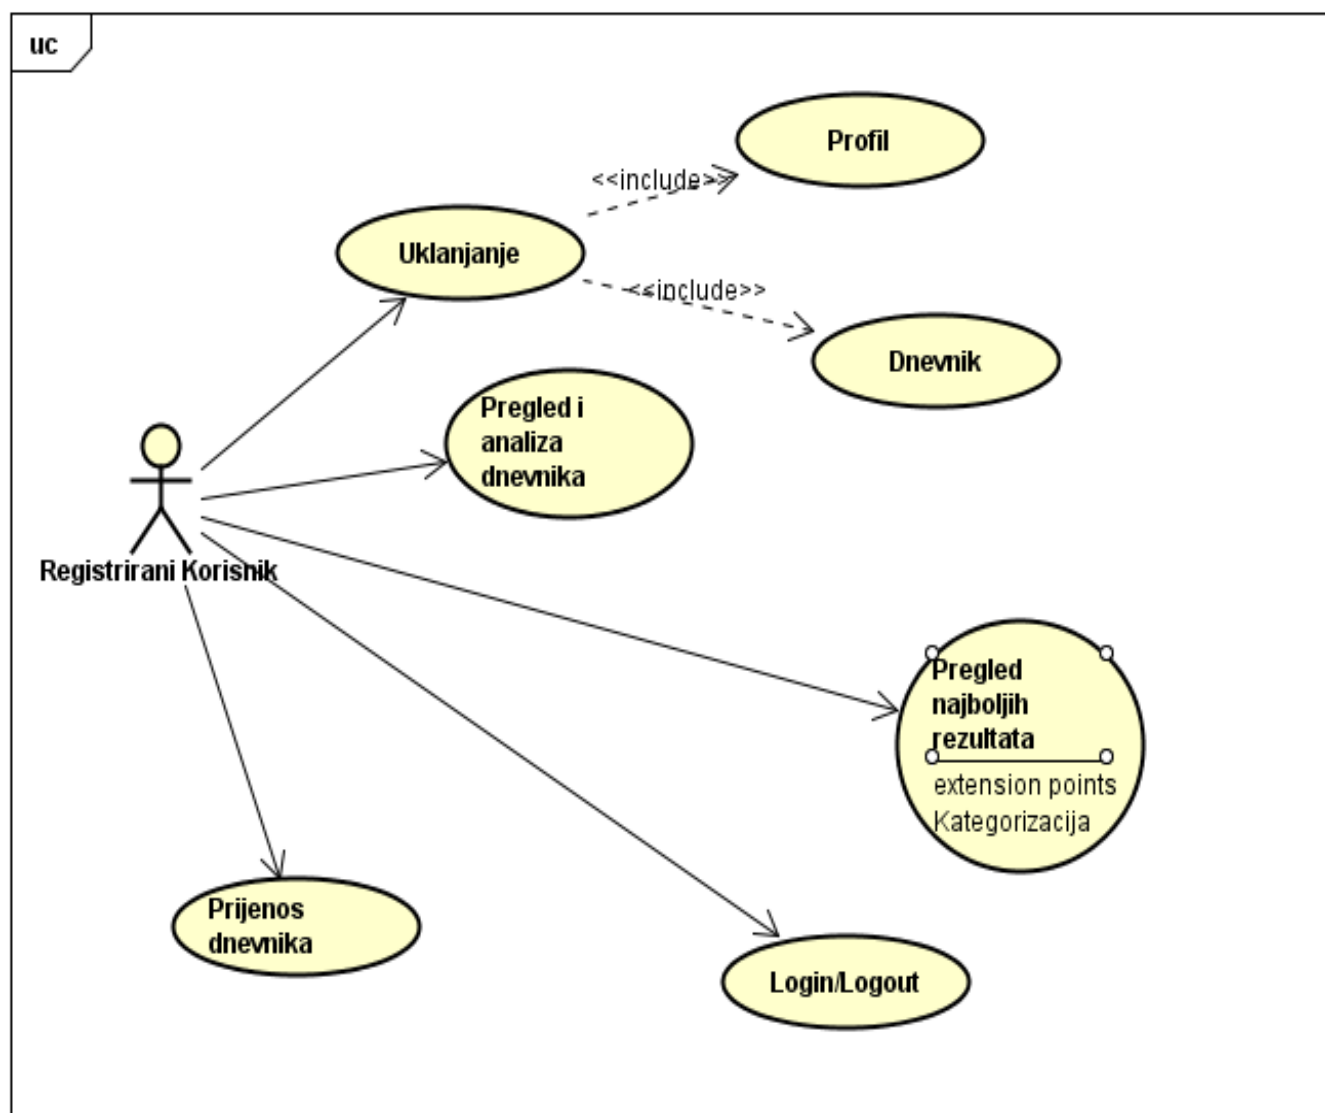 uc
Profil
<<include>>
Uklanjanje
<<include>>
Dnevnik
Pregled i
analiza
dnevnika
Registrirani Korisnik
Pregled
najboljih
rezultata
extension points
Kategorizacija
Prijenos
dnevnika
Login/Logout